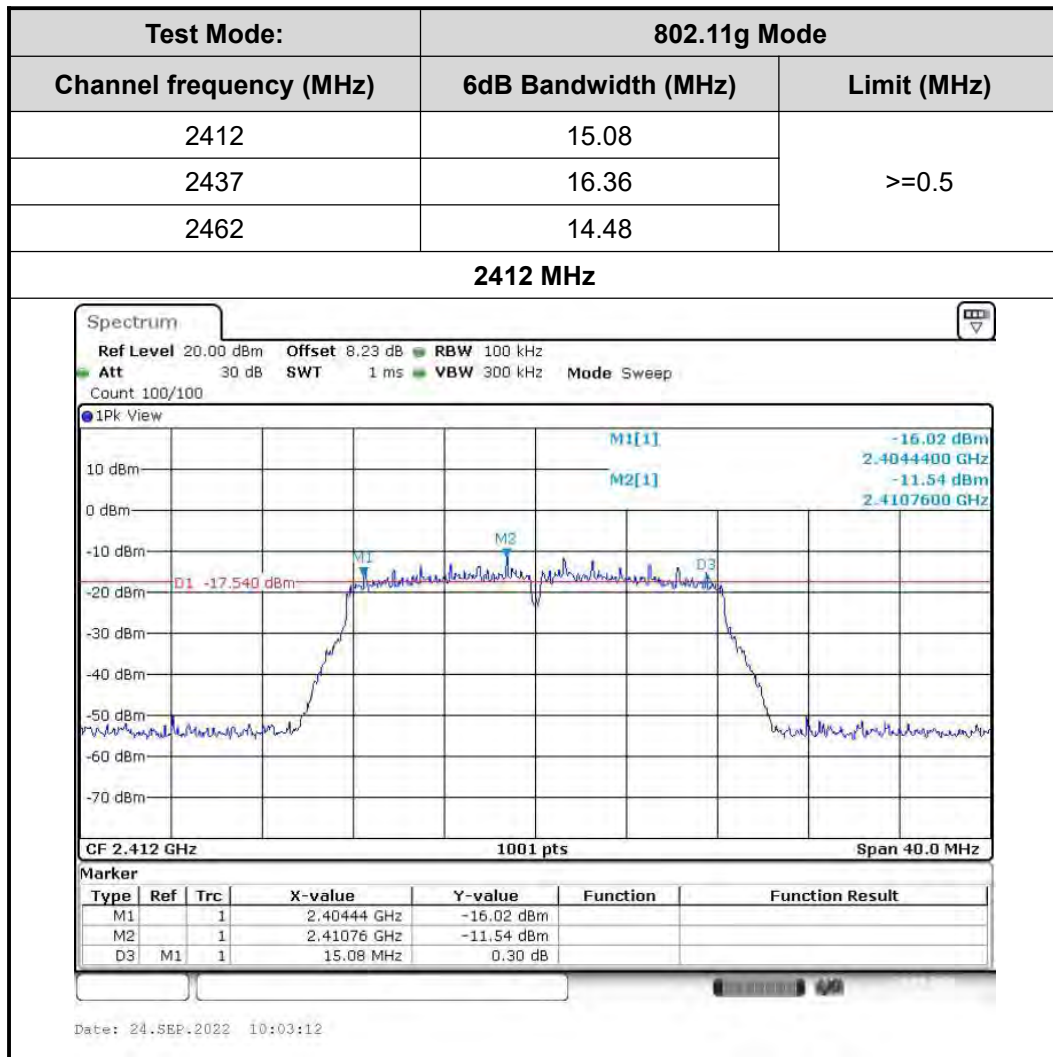 Test Mode: 802.11g Mode
Channel frequency (MHz) 6dB Bandwidth (MHz) Limit (MHz)
2412 15.08
2437 16.36 >=0.5
2462 14.48
2412 MHz
Spectrum
Ref Level 20.00 dBm Offset 8.23 dB RBW 100 kHz
Att 30 dB SWT 1 ms VBW 300 kHz Mode Sweep
Count 100/100
1Pk View
M1[1] -16.02 dBm
2.4044400 GHz
M2[1] -11.54 dBm
2.4107600 GHz
10 dBm
0 dBm
-10 dBm
M1 M2 D3
D1 -17.540 dBm
-20 dBm
-30 dBm
-40 dBm
-50 dBm
-60 dBm
-70 dBm
CF 2.412 GHz 1001 pts Span 40.0 MHz
Marker
Type Ref Trc X-value Y-value Function Function Result
M1 1 2.40444 GHz -16.02 dBm
M2 1 2.41076 GHz -11.54 dBm
D3 M1 1 15.08 MHz 0.30 dB
Date: 24.SEP.2022 10:03:12